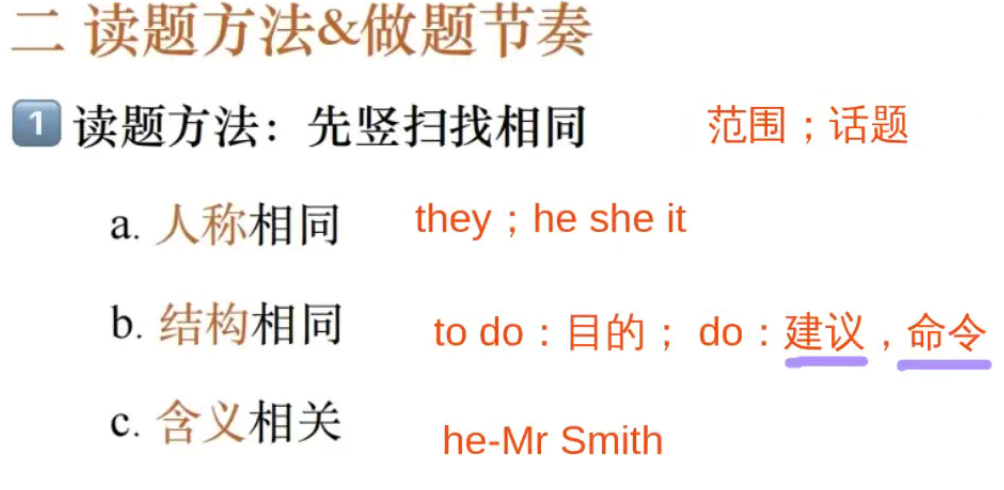 二 读题方法&做题节奏
1 读题方法：先竖扫找相同 范围；话题
a. 人称相同 they；he she it
b. 结构相同 to do：目的； do：建议，命令
c. 含义相关 he-Mr Smith